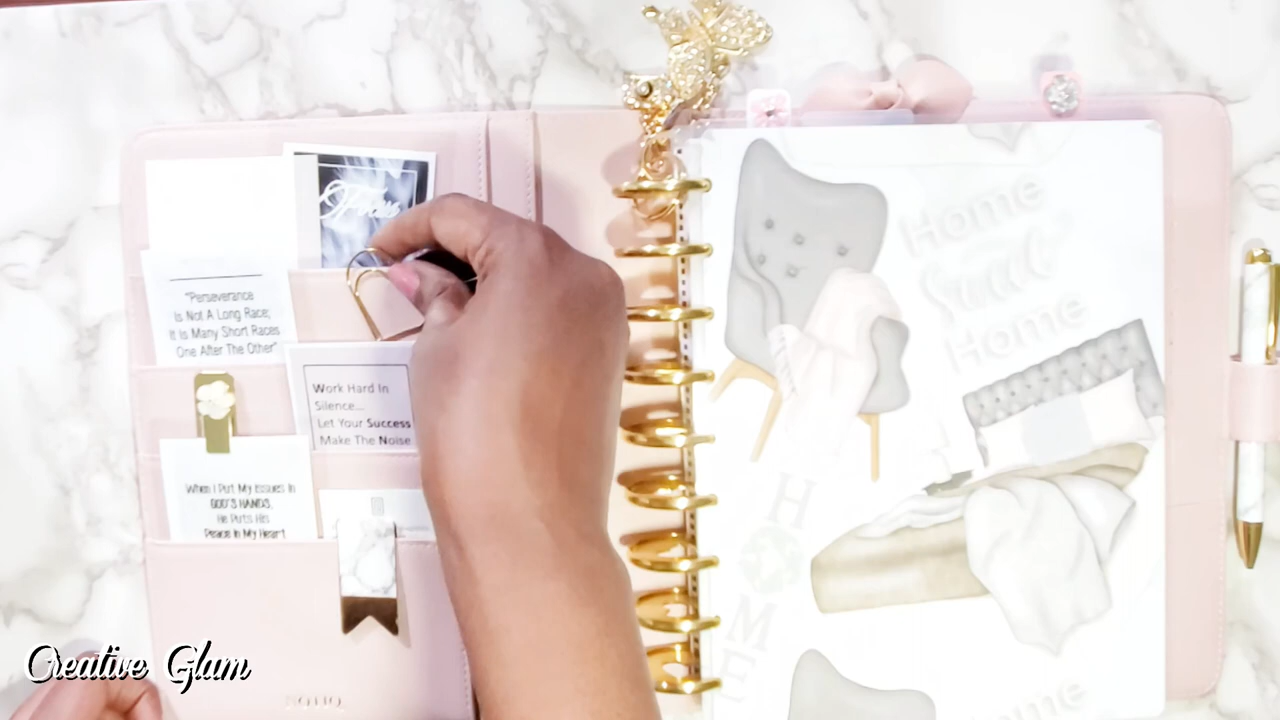 "Perseverance
Is Not A Long Race;
It Is Many Short Races
One After The Other"
Work Hard In
Silence...
Let Your Success
Make The Noise
When I Put My Issues In
GOD'S HANDS,
He Puts His
Peace In My Heart
Home
Sweet
Home
H
O
M
E
Home
Creative Glam